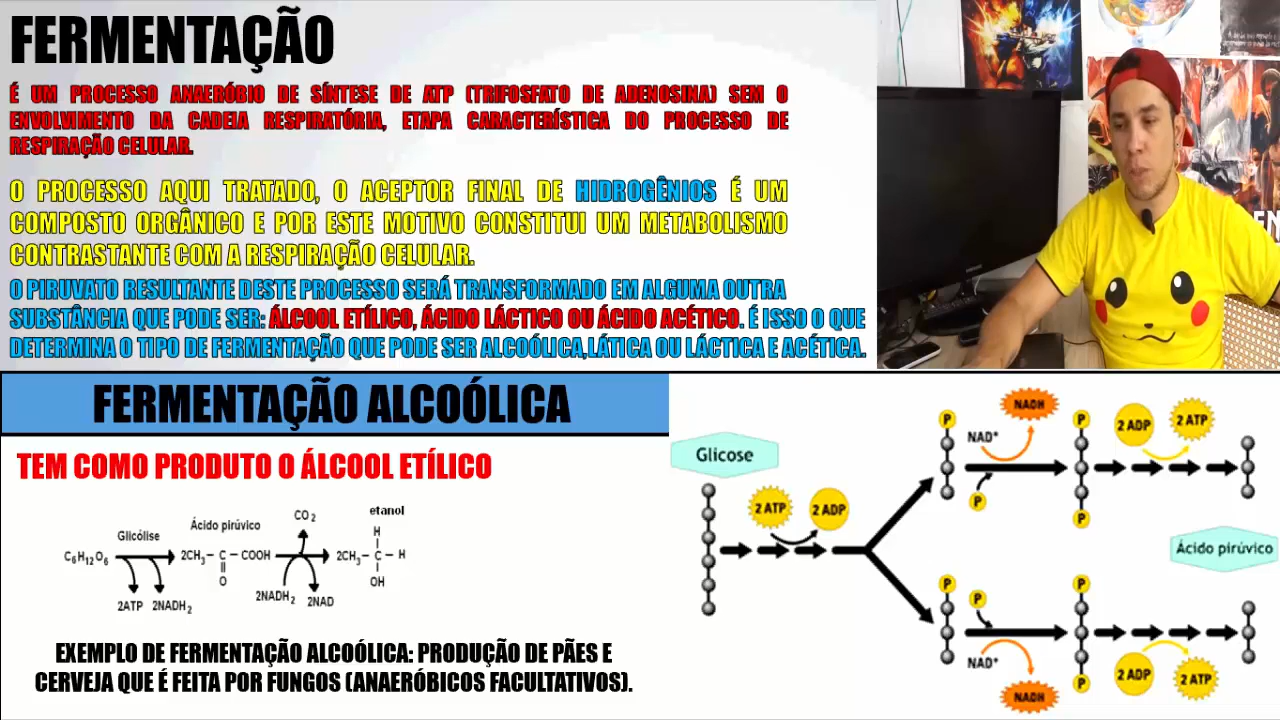 FERMENTAÇÃO
É UM PROCESSO ANAERÓBIO DE SÍNTESE DE ATP (TRIFOSFATO DE ADENOSINA) SEM O
ENVOLVIMENTO DA CADEIA RESPIRATÓRIA, ETAPA CARACTERÍSTICA DO PROCESSO DE
RESPIRAÇÃO CELULAR.
O PROCESSO AQUI TRATADO, O ACEPTOR FINAL DE HIDROGÊNIOS É UM
COMPOSTO ORGÂNICO E POR ESTE MOTIVO CONSTITUI UM METABOLISMO
CONTRASTANTE COM A RESPIRAÇÃO CELULAR.
O PIRUVATO RESULTANTE DESTE PROCESSO SERÁ TRANSFORMADO EM ALGUMA OUTRA
SUBSTÂNCIA QUE PODE SER: ÁLCOOL ETÍLICO, ÁCIDO LÁCTICO OU ÁCIDO ACÉTICO. É ISSO O QUE
DETERMINA O TIPO DE FERMENTAÇÃO QUE PODE SER ALCOÓLICA,LÁTICA OU LÁCTICA E ACÉTICA.
FERMENTAÇÃO ALCOÓLICA
TEM COMO PRODUTO O ÁLCOOL ETÍLICO
CO2
etanol
Glicólise
Ácido pirúvico
H
C6H12O6
2CH3 – C – COOH
2CH3 – C – H
O
OH
2ATP 2NADH2
2NADH2 2NAD
EXEMPLO DE FERMENTAÇÃO ALCOÓLICA: PRODUÇÃO DE PÃES E
CERVEJA QUE É FEITA POR FUNGOS (ANAERÓBICOS FACULTATIVOS).
Glicose
2 ATP
2 ADP
P
NAD+
NADH
P
P
P
2 ADP
2 ATP
Ácido pirúvico
P
P
NAD+
NADH
P
P
2 ADP
2 ATP